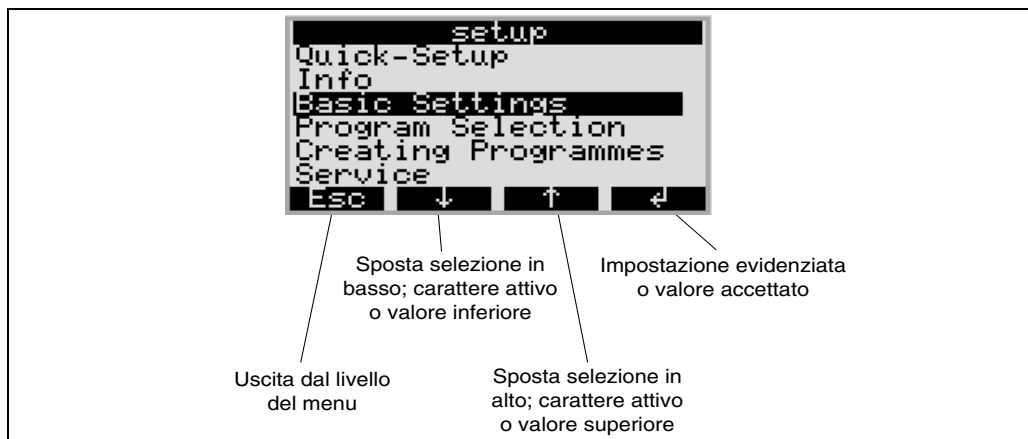 setup
Quick-Setup
Info
Basic Settings
Program Selection
Creating Programmes
Service
Esc ↓ ↑ ↲
Sposta selezione in
basso; carattere attivo
o valore inferiore
Impostazione evidenziata
o valore accettato
Uscita dal livello
del menu
Sposta selezione in
alto; carattere attivo
o valore superiore